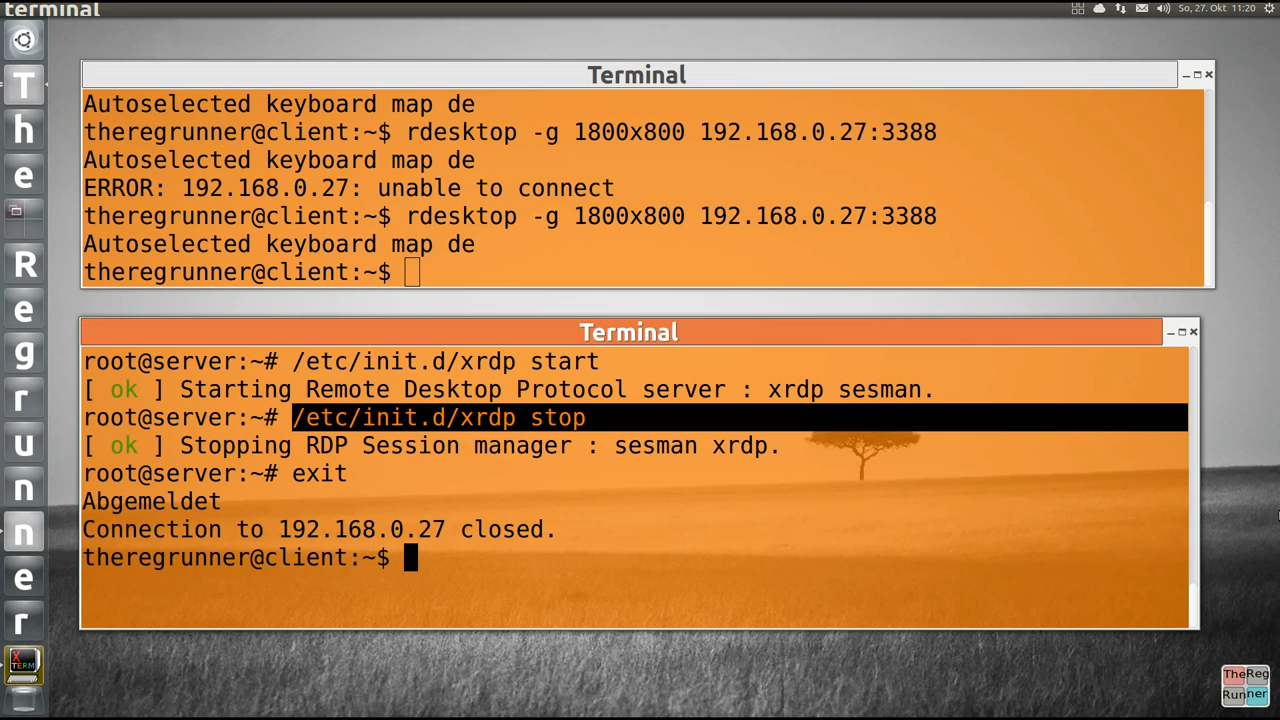 terminal
So, 27. Okt 11:20
T
h
e
R
e
g
r
u
n
n
e
r
X
TERM
Terminal
Autoselected keyboard map de
theregrunner@client:~$ rdesktop -g 1800x800 192.168.0.27:3388
Autoselected keyboard map de
ERROR: 192.168.0.27: unable to connect
theregrunner@client:~$ rdesktop -g 1800x800 192.168.0.27:3388
Autoselected keyboard map de
theregrunner@client:~$
Terminal
root@server:~# /etc/init.d/xrdp start
[ ok ] Starting Remote Desktop Protocol server : xrdp sesman.
root@server:~# /etc/init.d/xrdp stop
[ ok ] Stopping RDP Session manager : sesman xrdp.
root@server:~# exit
Abgemeldet
Connection to 192.168.0.27 closed.
theregrunner@client:~$
TheReg
Runner